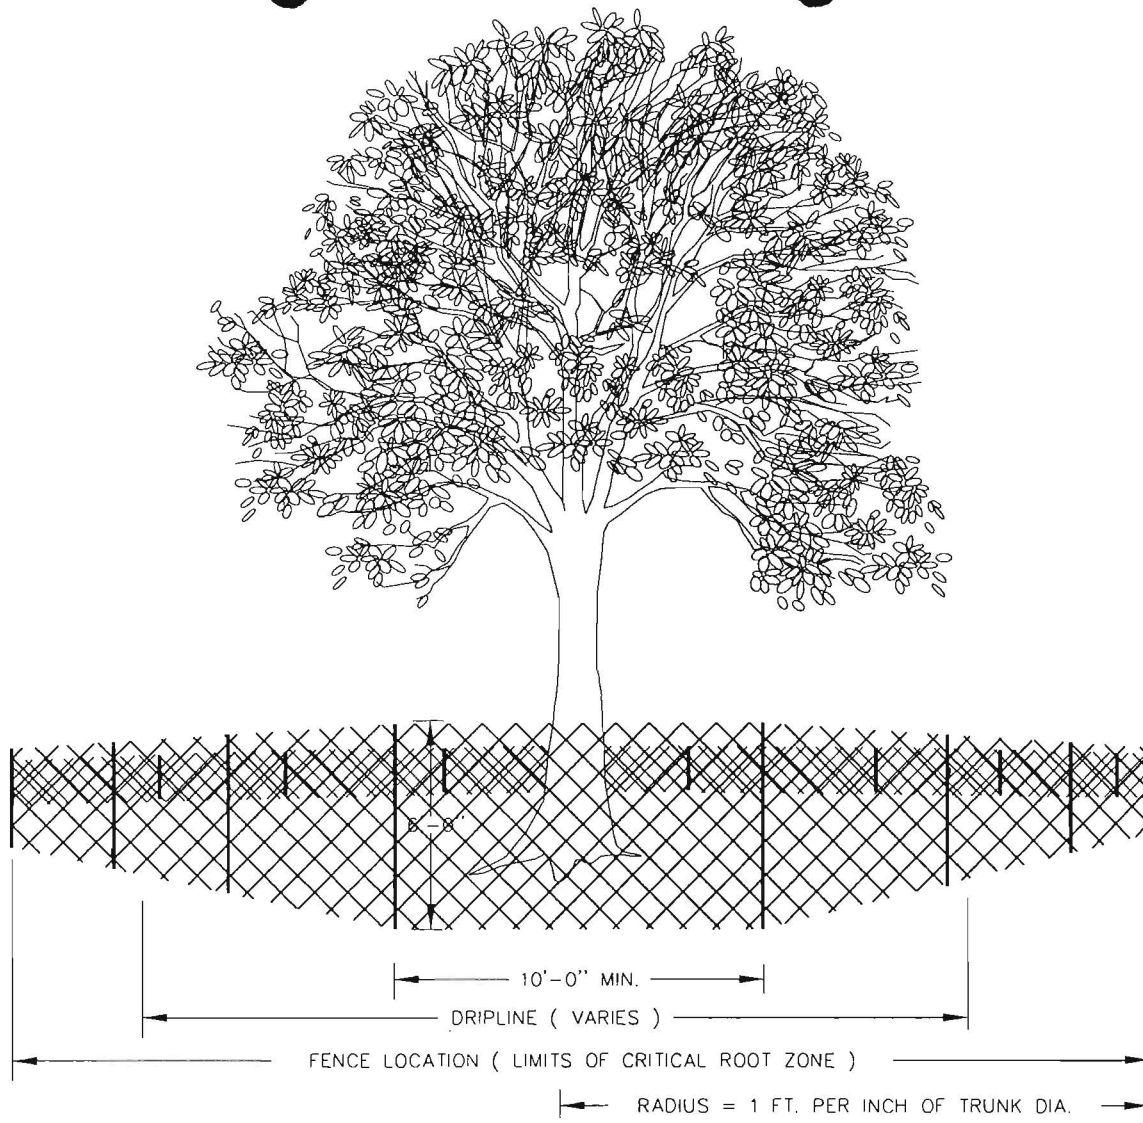 6'-0"
10'-0" MIN.
DRIPLINE ( VARIES )
FENCE LOCATION ( LIMITS OF CRITICAL ROOT ZONE )
RADIUS = 1 FT. PER INCH OF TRUNK DIA.